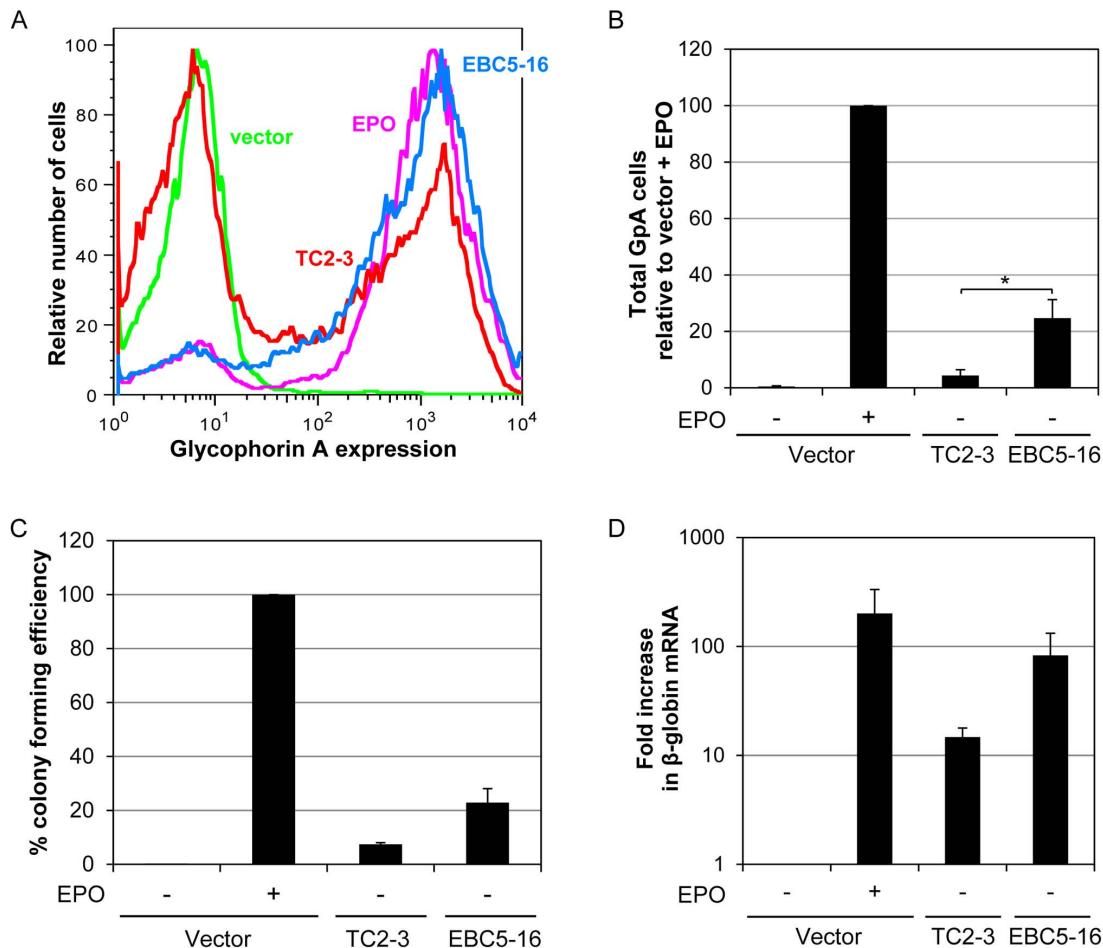 A
Relative number of cells
100
80
60
40
20
0
vector
EPO
EBC5-16
TC2-3
10^0
10^1
10^2
10^3
10^4
Glycophorin A expression
B
Total GpA cells
relative to vector + EPO
120
100
80
60
40
20
0
*
EPO - + - -
Vector TC2-3 EBC5-16
C
% colony forming efficiency
120
100
80
60
40
20
0
EPO - + - -
Vector TC2-3 EBC5-16
D
Fold increase
in β-globin mRNA
1000
100
10
1
EPO - + - -
Vector TC2-3 EBC5-16